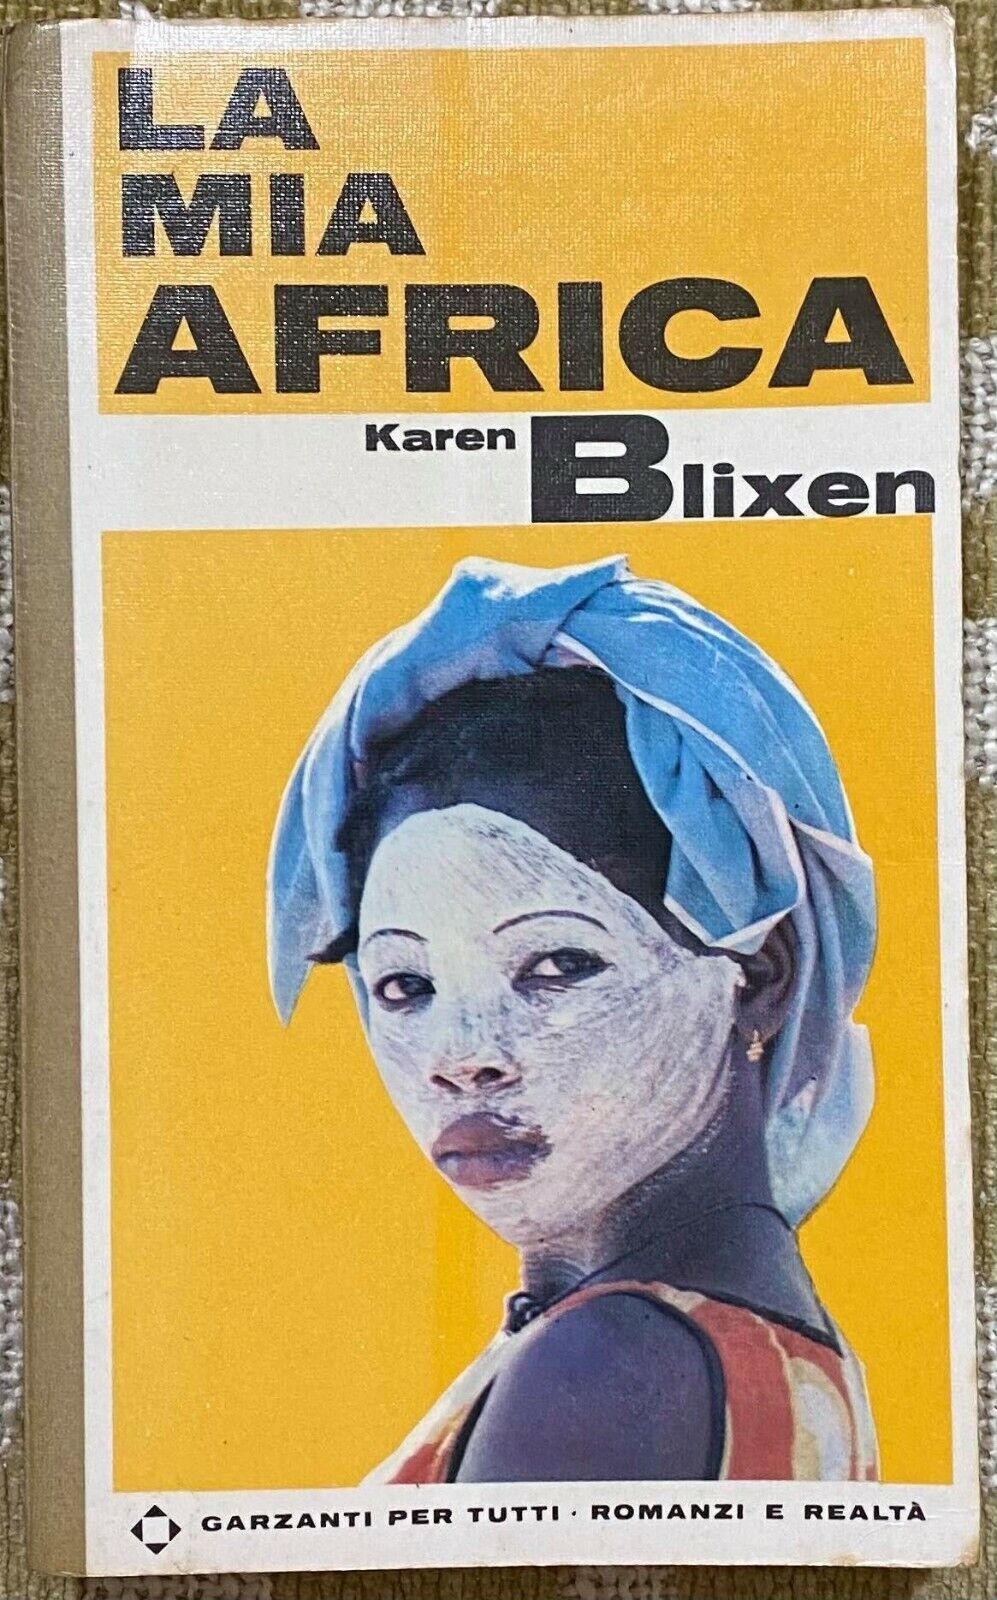 LA
MIA
AFRICA
Karen Blixen
GARZANTI PER TUTTI · ROMANZI E REALTÀ